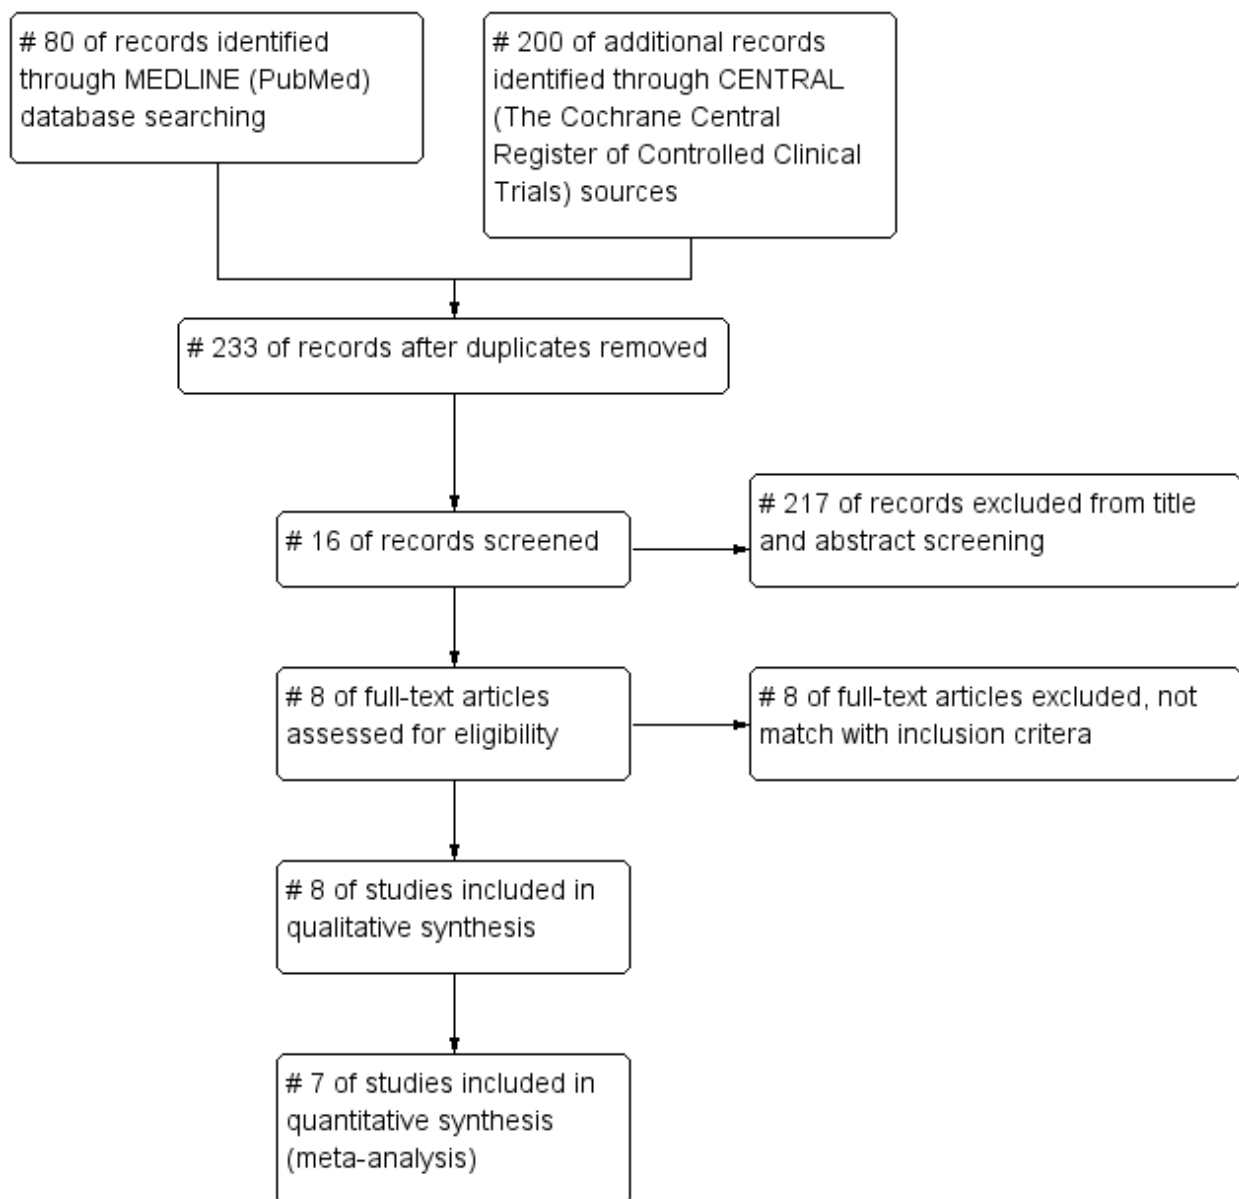 # 80 of records identified
through MEDLINE (PubMed)
database searching
# 200 of additional records
identified through CENTRAL
(The Cochrane Central
Register of Controlled Clinical
Trials) sources
# 233 of records after duplicates removed
# 16 of records screened
# 217 of records excluded from title
and abstract screening
# 8 of full-text articles
assessed for eligibility
# 8 of full-text articles excluded, not
match with inclusion critera
# 8 of studies included in
qualitative synthesis
# 7 of studies included in
quantitative synthesis
(meta-analysis)